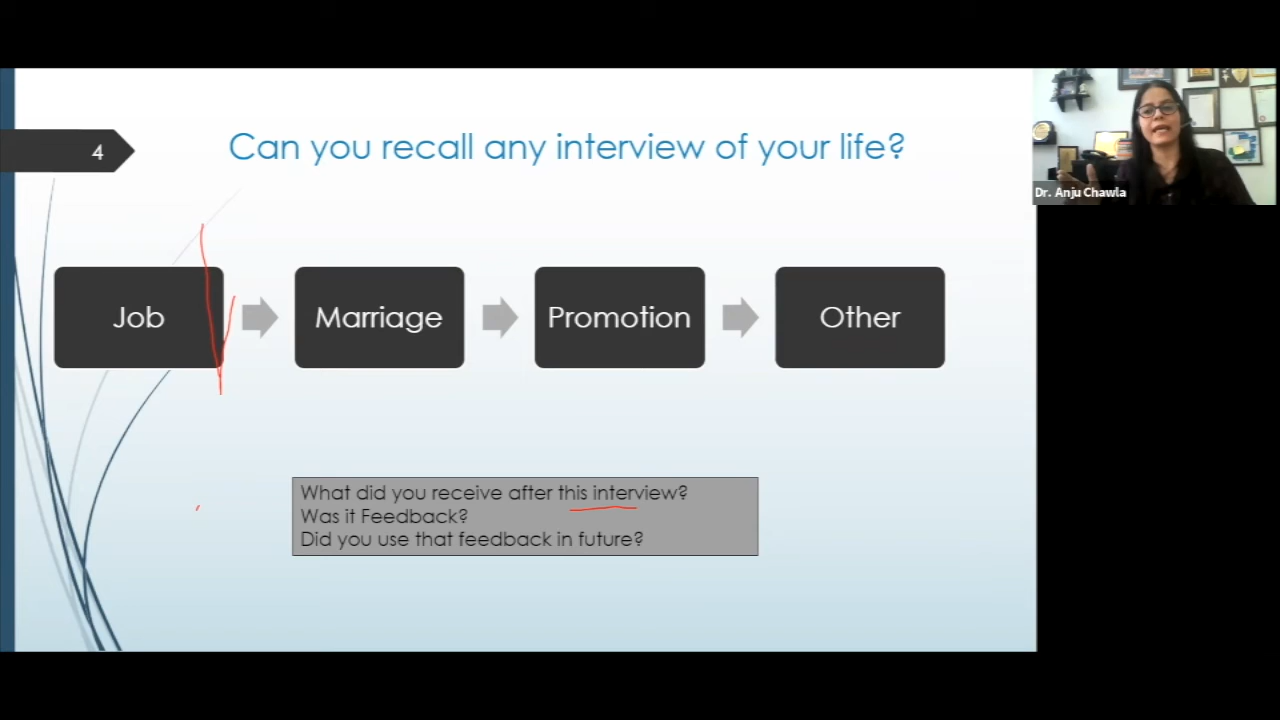 4
Can you recall any interview of your life?
Job
Marriage
Promotion
Other
What did you receive after this interview?
Was it Feedback?
Did you use that feedback in future?
Dr. Anju Chawla